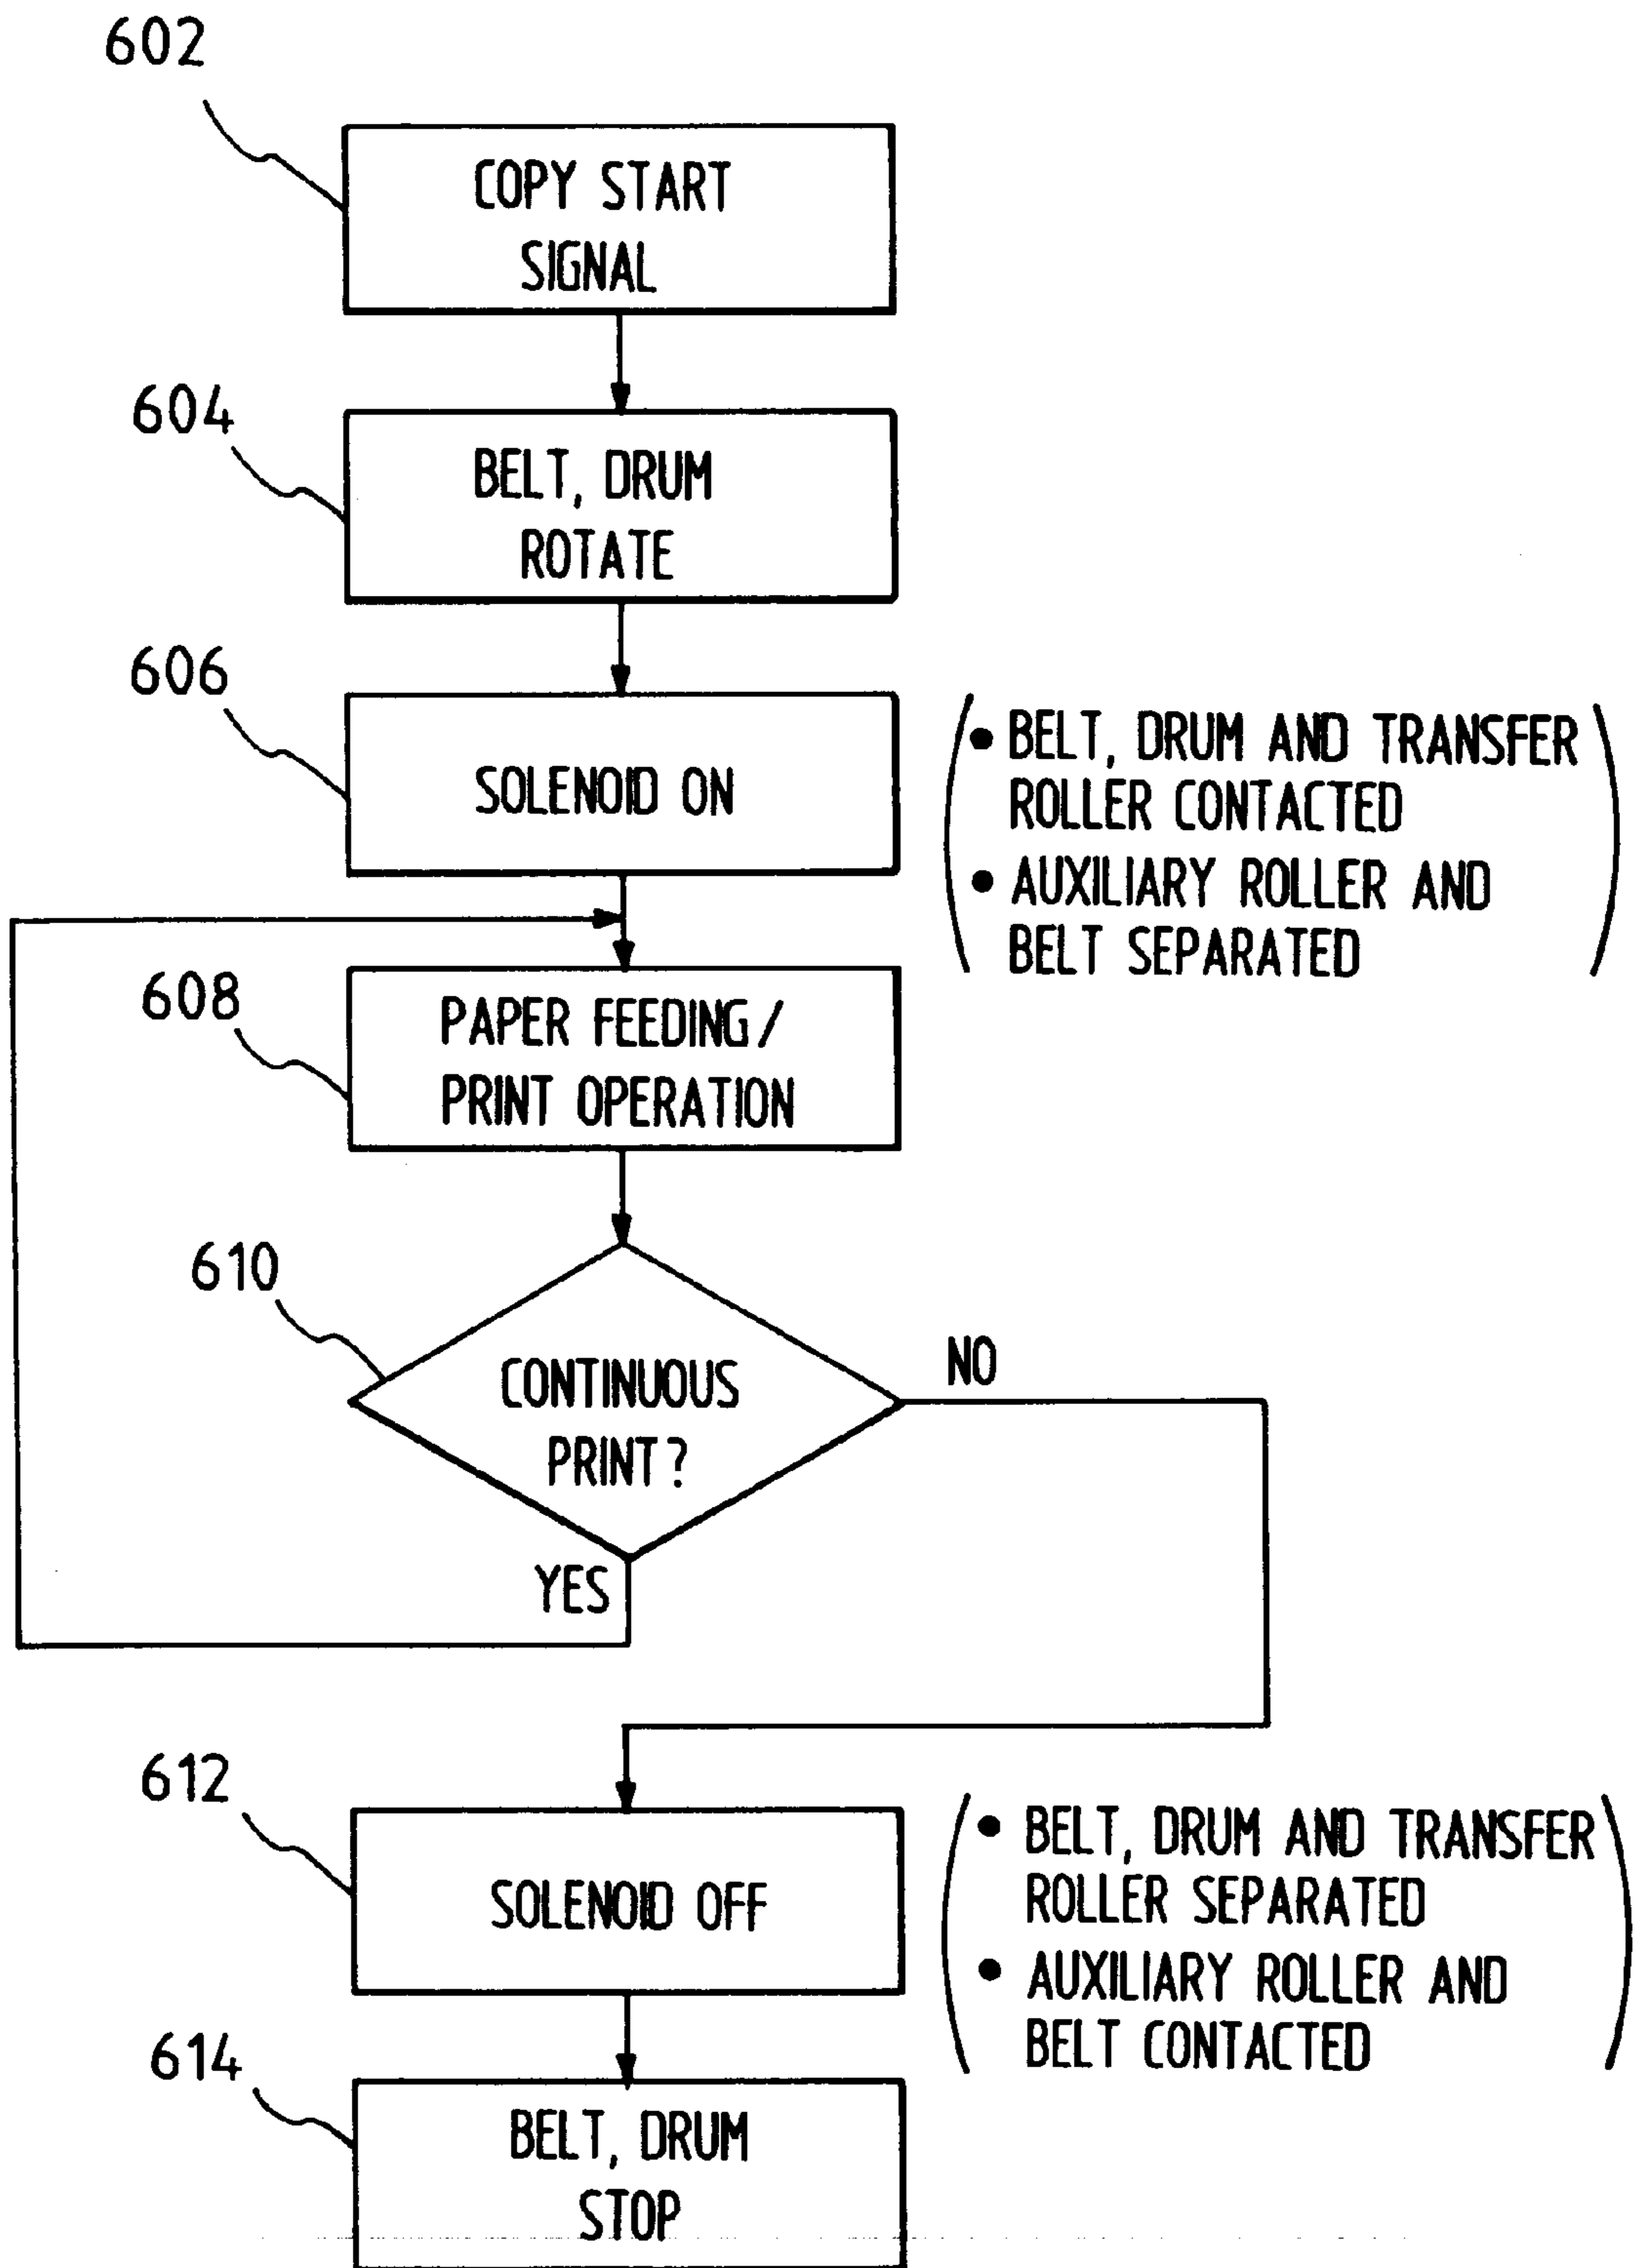 602
COPY START
SIGNAL
604
BELT, DRUM
ROTATE
606
SOLENOID ON
• BELT, DRUM AND TRANSFER
ROLLER CONTACTED
• AUXILIARY ROLLER AND
BELT SEPARATED
608
PAPER FEEDING/
PRINT OPERATION
610
CONTINUOUS
PRINT?
NO
YES
612
SOLENOID OFF
• BELT, DRUM AND TRANSFER
ROLLER SEPARATED
• AUXILIARY ROLLER AND
BELT CONTACTED
614
BELT, DRUM
STOP